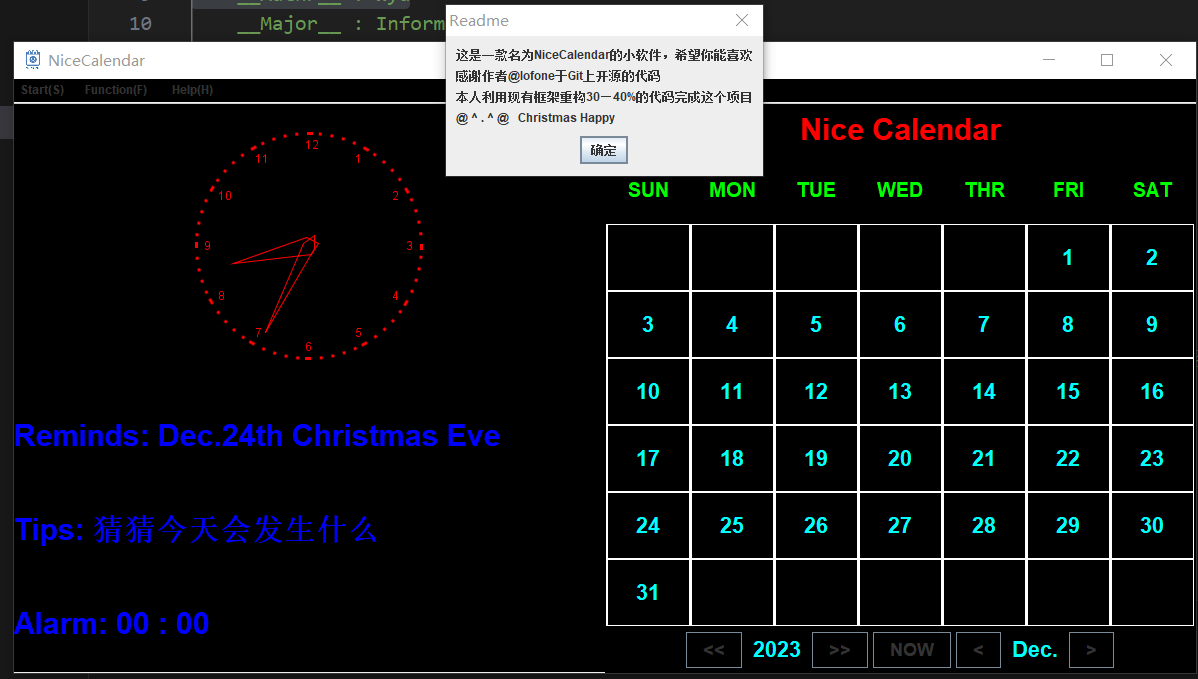 10
__Major__ : Inform
Readme
这是一款名为NiceCalendar的小软件，希望你能喜欢
感谢作者@lofone于Git上开源的代码
本人利用现有框架重构30－40%的代码完成这个项目
@ ^ . ^ @ Christmas Happy
确定
NiceCalendar
Start(S) Function(F) Help(H)
12
11 1
10 2
9 3
8 4
7 5
6
Reminds: Dec.24th Christmas Eve
Tips: 猜猜今天会发生什么
Alarm: 00 : 00
Nice Calendar
SUN MON TUE WED THR FRI SAT
1 2
3 4 5 6 7 8 9
10 11 12 13 14 15 16
17 18 19 20 21 22 23
24 25 26 27 28 29 30
31
<< 2023 >> NOW < Dec. >